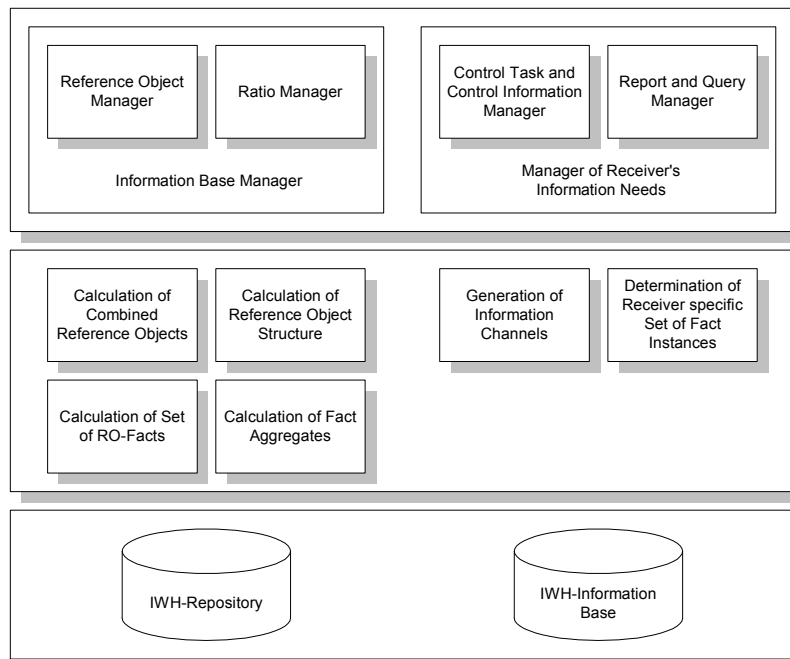 Reference Object
Manager
Ratio Manager
Information Base Manager
Control Task and
Control Information
Manager
Report and Query
Manager
Manager of Receiver's
Information Needs
Calculation of
Combined
Reference Objects
Calculation of
Reference Object
Structure
Generation of
Information
Channels
Determination of
Receiver specific
Set of Fact
Instances
Calculation of Set
of RO-Facts
Calculation of Fact
Aggregates
IWH-Repository
IWH-Information
Base